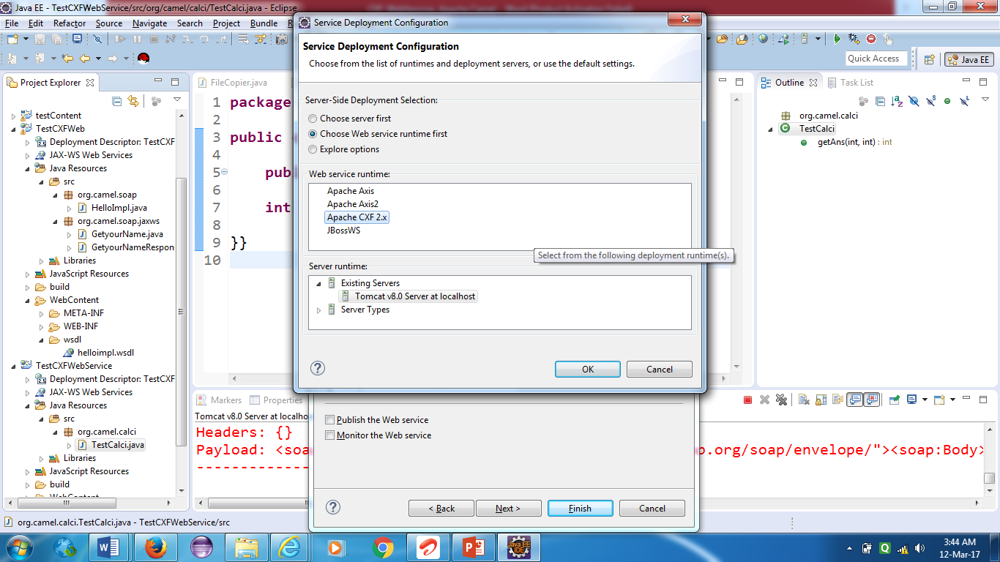 Java EE - TestCXFWebService/src/org/camel/calci/TestCalci.java - Eclipse
File Edit Refactor Source Navigate Search Project Bundle R
Quick Access
Java EE
Project Explorer
testContent
TestCXFWeb
Deployment Descriptor: TestCXF
JAX-WS Web Services
Java Resources
src
org.camel.soap
HelloImpl.java
org.camel.soap.jaxws
GetyourName.java
GetyourNameRespon
Libraries
JavaScript Resources
build
WebContent
META-INF
WEB-INF
wsdl
helloimpl.wsdl
TestCXFWebService
Deployment Descriptor: TestCXF
JAX-WS Web Services
Java Resources
src
org.camel.calci
TestCalci.java
Libraries
JavaScript Resources
build
WebContent
FileCopier.java
1 package
2
3 public
4
5 pub
6
7 int
8
9 }}
10
Service Deployment Configuration
Service Deployment Configuration
Choose from the list of runtimes and deployment servers, or use the default settings.
Server-Side Deployment Selection:
Choose server first
Choose Web service runtime first
Explore options
Web service runtime:
Apache Axis
Apache Axis2
Apache CXF 2.x
JBossWS
Select from the following deployment runtime(s).
Server runtime:
Existing Servers
Tomcat v8.0 Server at localhost
Server Types
OK Cancel
Outline Task List
org.camel.calci
TestCalci
getAns(int, int) : int
Markers Properties
Tomcat v8.0 Server at localho
Headers: {}
Payload: <soa p.org/soap/envelope/"><soap:Body>
--------------
Publish the Web service
Monitor the Web service
< Back Next > Finish Cancel
org.camel.calci.TestCalci.java - TestCXFWebService/src
Java EE
IDE
3:44 AM
12-Mar-17